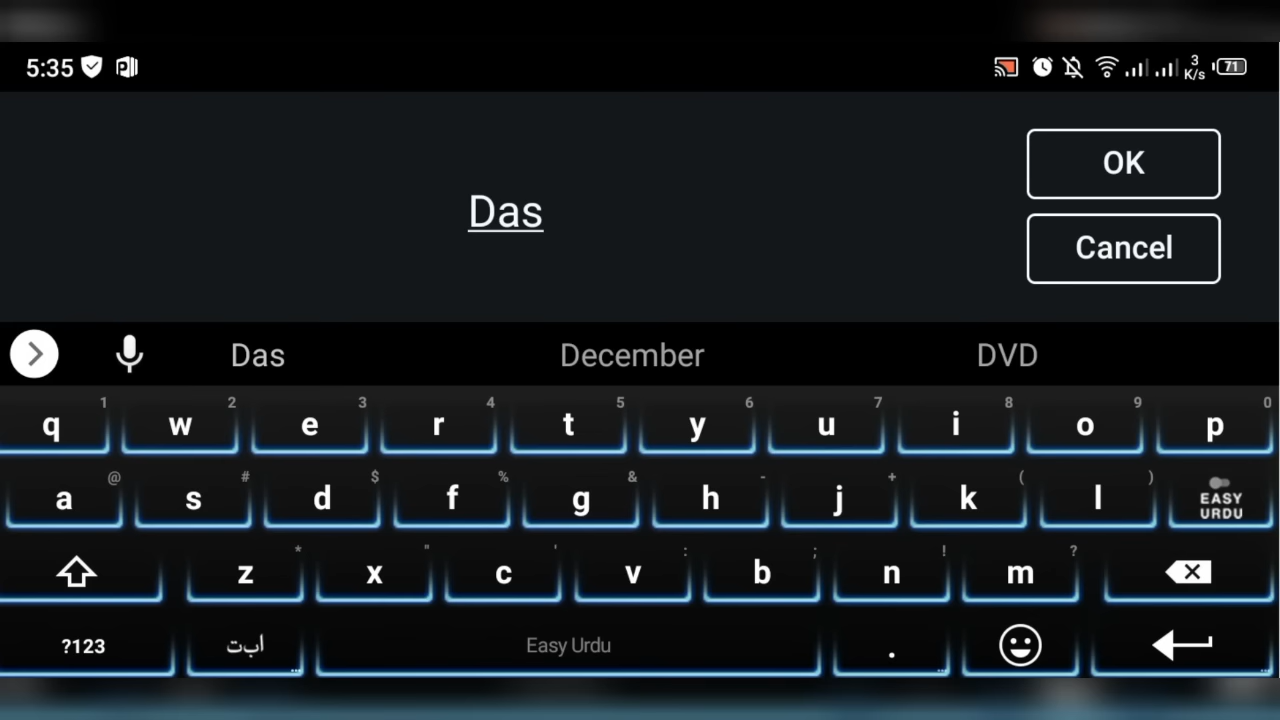 5:35
3
K/s
71
Das
OK
Cancel
Das December DVD
1 2 3 4 5 6 7 8 9 0
q w e r t y u i o p
@ # $ % & - + ( )
a s d f g h j k l EASY URDU
* " ' : ; ! ?
z x c v b n m
?123 ا ب ت Easy Urdu .